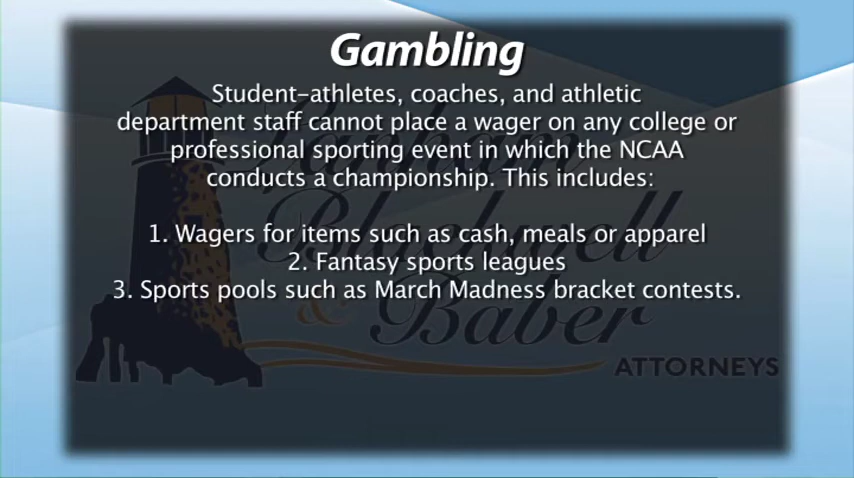 Gambling
Student-athletes, coaches, and athletic
department staff cannot place a wager on any college or
professional sporting event in which the NCAA
conducts a championship. This includes:
1. Wagers for items such as cash, meals or apparel
2. Fantasy sports leagues
3. Sports pools such as March Madness bracket contests.
Lanham
Blackwell
& Baber
ATTORNEYS